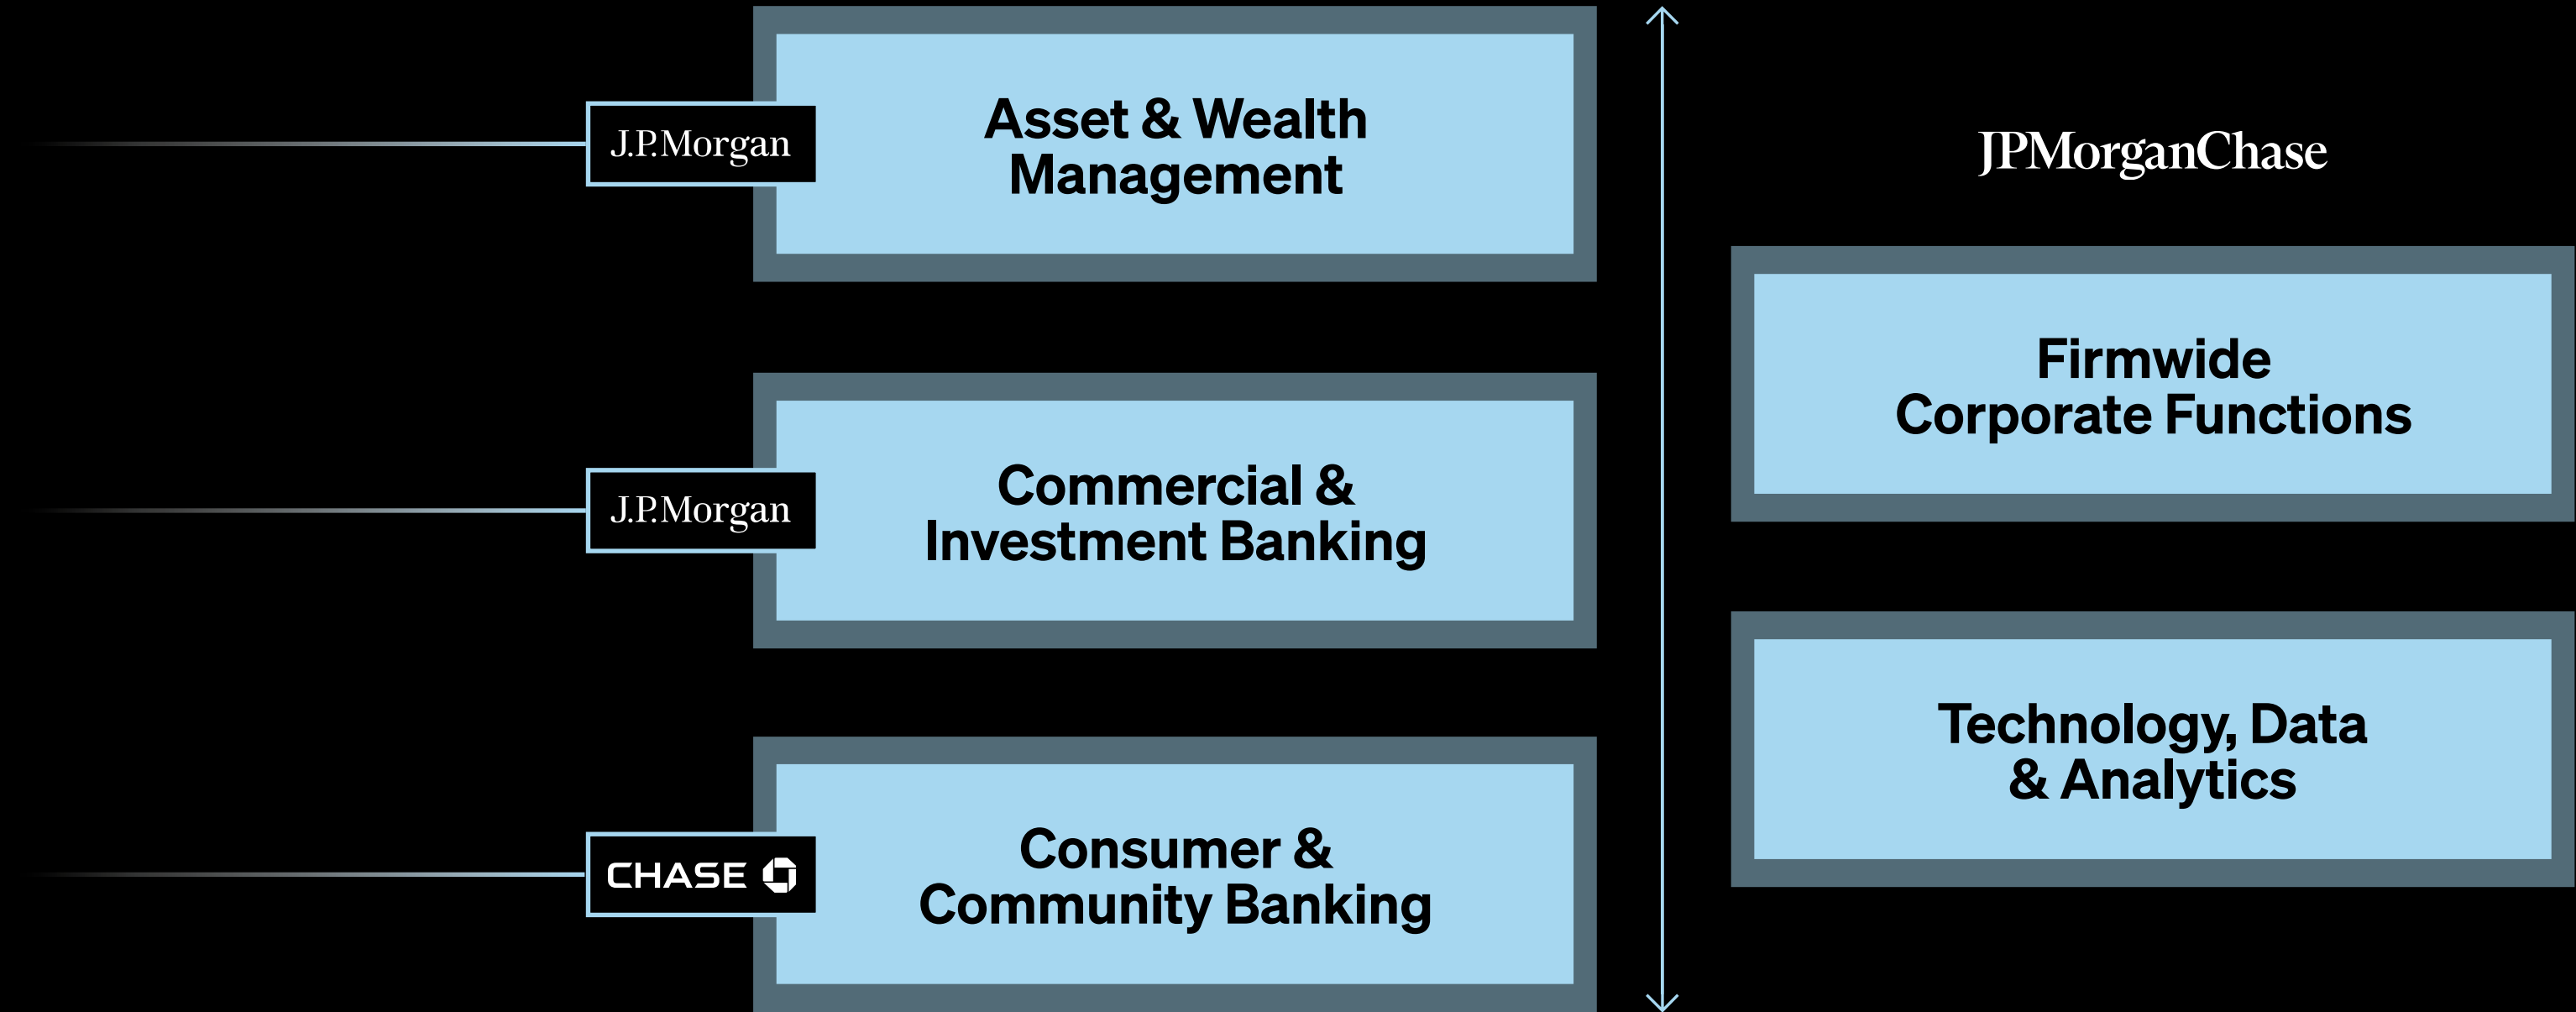 J.P.Morgan
Asset & Wealth
Management
J.P.Morgan
Commercial &
Investment Banking
CHASE
Consumer &
Community Banking
JPMorganChase
Firmwide
Corporate Functions
Technology, Data
& Analytics